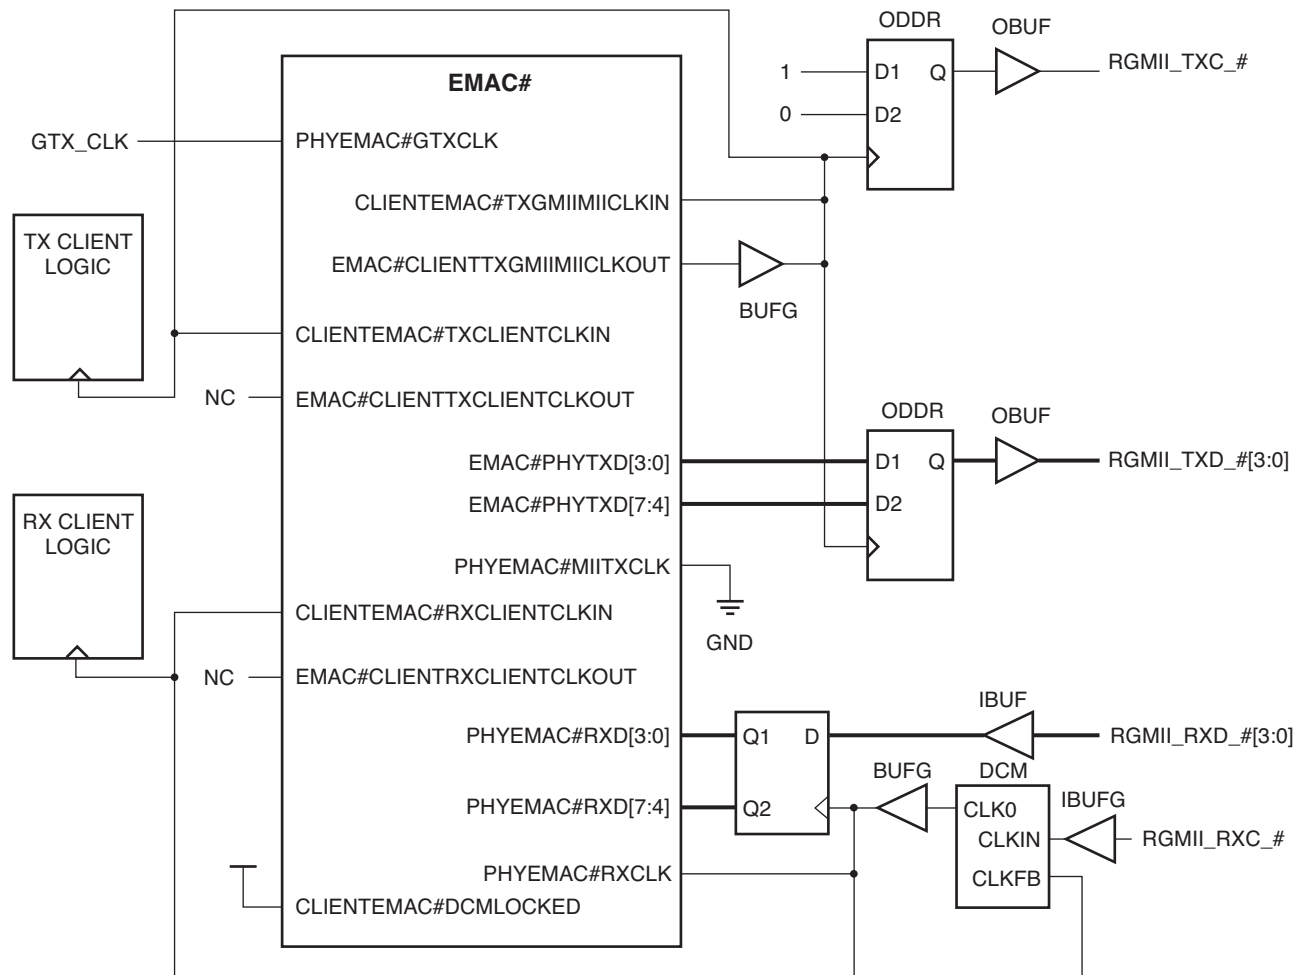 ODDR
OBUF
1
D1
Q
RGMII_TXC_#
0
D2
EMAC#
GTX_CLK
PHYEMAC#GTXCLK
CLIENTEMAC#TXGMIIMIICLKIN
TX CLIENT
LOGIC
EMAC#CLIENTTXGMIIMIICLKOUT
BUFG
CLIENTEMAC#TXCLIENTCLKIN
NC
EMAC#CLIENTTXCLIENTCLKOUT
ODDR
OBUF
EMAC#PHYTXD[3:0]
D1
Q
RGMII_TXD_#[3:0]
EMAC#PHYTXD[7:4]
D2
RX CLIENT
LOGIC
PHYEMAC#MIITXCLK
GND
CLIENTEMAC#RXCLIENTCLKIN
NC
EMAC#CLIENTRXCLIENTCLKOUT
IBUF
PHYEMAC#RXD[3:0]
Q1
D
RGMII_RXD_#[3:0]
BUFG
DCM
IBUFG
PHYEMAC#RXD[7:4]
Q2
CLK0
CLKIN
RGMII_RXC_#
PHYEMAC#RXCLK
CLKFB
CLIENTEMAC#DCMLOCKED